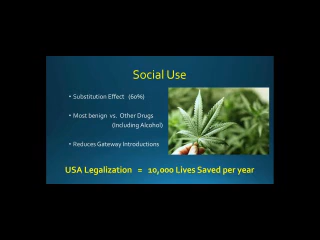 Social Use
• Substitution Effect (60%)
• Most benign vs. Other Drugs
(Including Alcohol)
• Reduces Gateway Introductions
USA Legalization = 10,000 Lives Saved per year